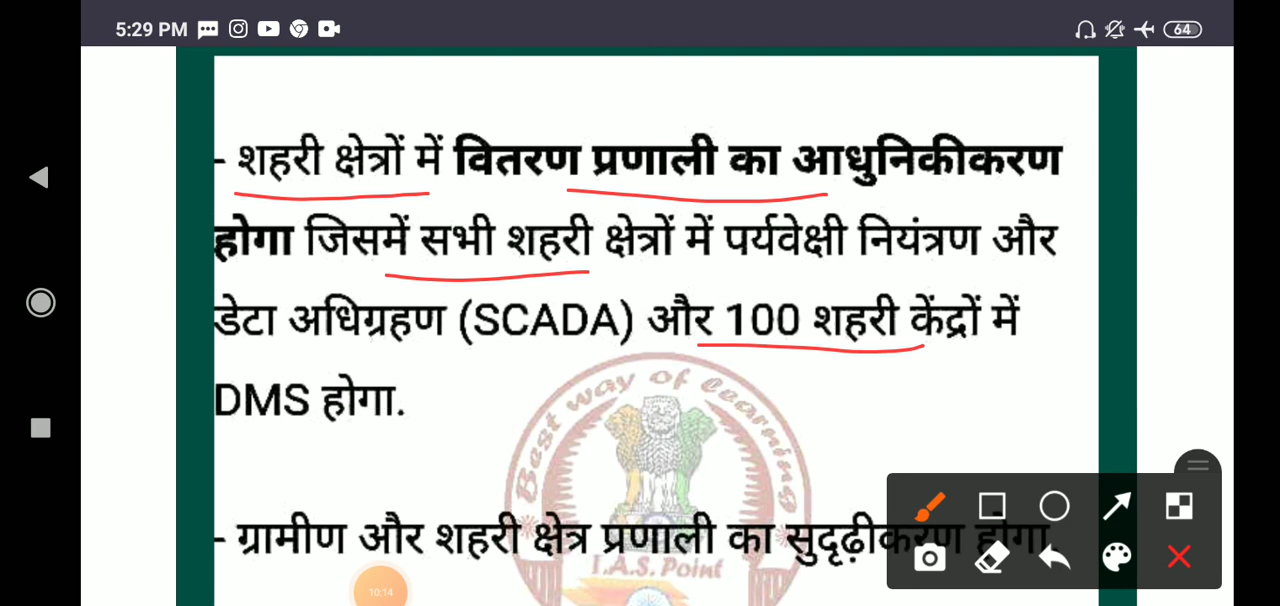 5:29 PM
64
- शहरी क्षेत्रों में वितरण प्रणाली का आधुनिकीकरण
होगा जिसमें सभी शहरी क्षेत्रों में पर्यवेक्षी नियंत्रण और
डेटा अधिग्रहण (SCADA) और 100 शहरी केंद्रों में
DMS होगा.
Best way of learning
- ग्रामीण और शहरी क्षेत्र प्रणाली का सुदृढ़ीकरण होगा.
I.A.S. Point
10:14